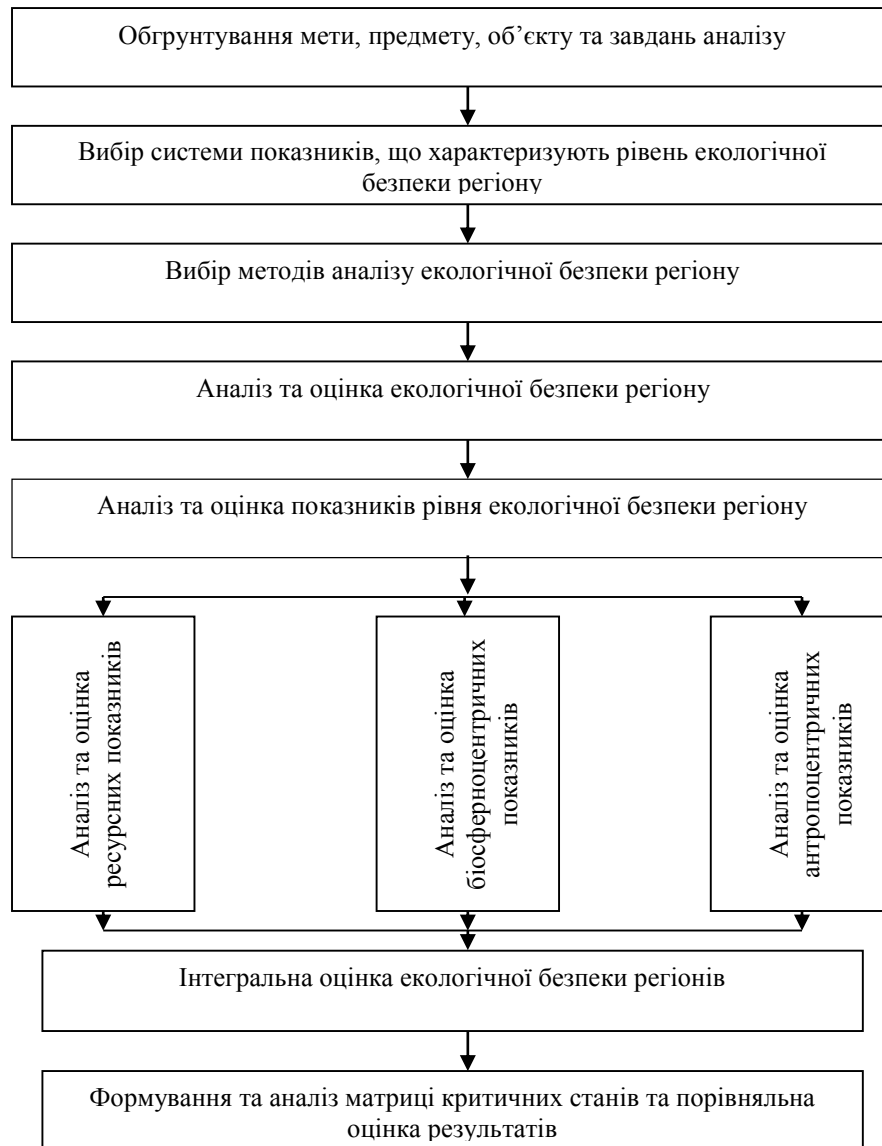 Обгрунтування мети, предмету, об’єкту та завдань аналізу
Вибір системи показників, що характеризують рівень екологічної
безпеки регіону
Вибір методів аналізу екологічної безпеки регіону
Аналіз та оцінка екологічної безпеки регіону
Аналіз та оцінка показників рівня екологічної безпеки регіону
Аналіз та оцінка
ресурсних показників
Аналіз та оцінка
біосферноцентричних
показників
Аналіз та оцінка
антропоцентричних
показників
Інтегральна оцінка екологічної безпеки регіонів
Формування та аналіз матриці критичних станів та порівняльна
оцінка результатів